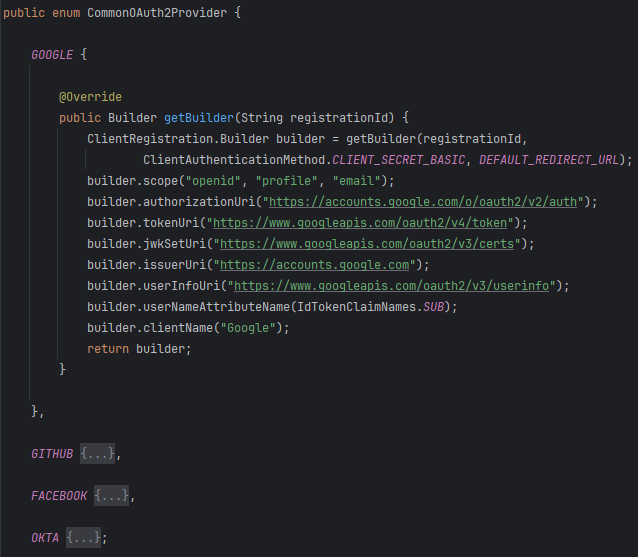 public enum CommonOAuth2Provider {
GOOGLE {
@Override
public Builder getBuilder(String registrationId) {
ClientRegistration.Builder builder = getBuilder(registrationId,
ClientAuthenticationMethod.CLIENT_SECRET_BASIC, DEFAULT_REDIRECT_URL);
builder.scope("openid", "profile", "email");
builder.authorizationUri("https://accounts.google.com/o/oauth2/v2/auth");
builder.tokenUri("https://www.googleapis.com/oauth2/v4/token");
builder.jwkSetUri("https://www.googleapis.com/oauth2/v3/certs");
builder.issuerUri("https://accounts.google.com");
builder.userInfoUri("https://www.googleapis.com/oauth2/v3/userinfo");
builder.userNameAttributeName(IdTokenClaimNames.SUB);
builder.clientName("Google");
return builder;
}
},
GITHUB {...},
FACEBOOK {...},
OKTA {...};